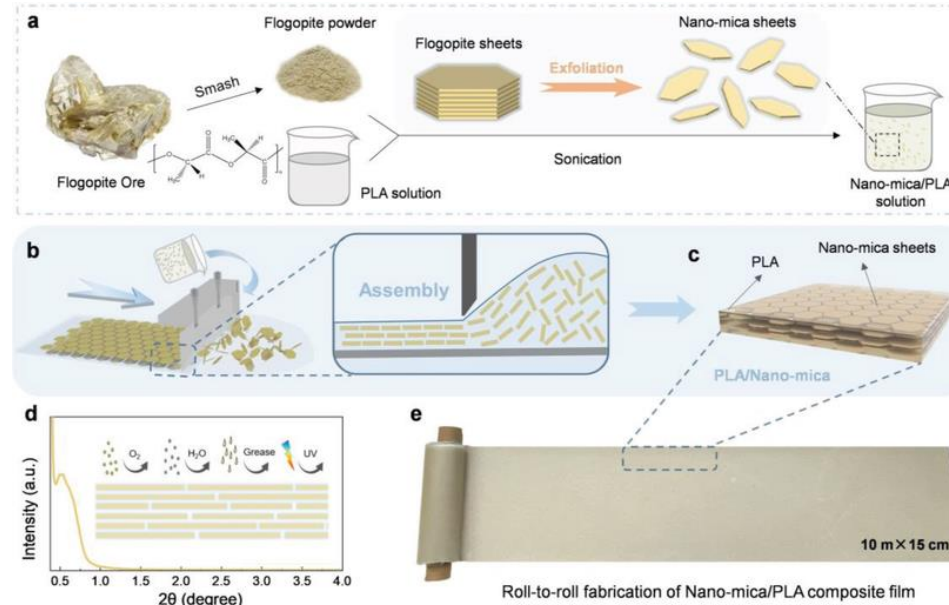 a
Flogopite powder
Smash
Flogopite Ore
PLA solution
Flogopite sheets
Exfoliation
Nano-mica sheets
Sonication
Nano-mica/PLA
solution
b
Assembly
c
PLA
Nano-mica sheets
PLA/Nano-mica
d
Intensity (a.u.)
O₂
H₂O
Grease
UV
0.5 1.0 1.5 2.0 2.5 3.0 3.5 4.0
2θ (degree)
e
10 m×15 cm
Roll-to-roll fabrication of Nano-mica/PLA composite film